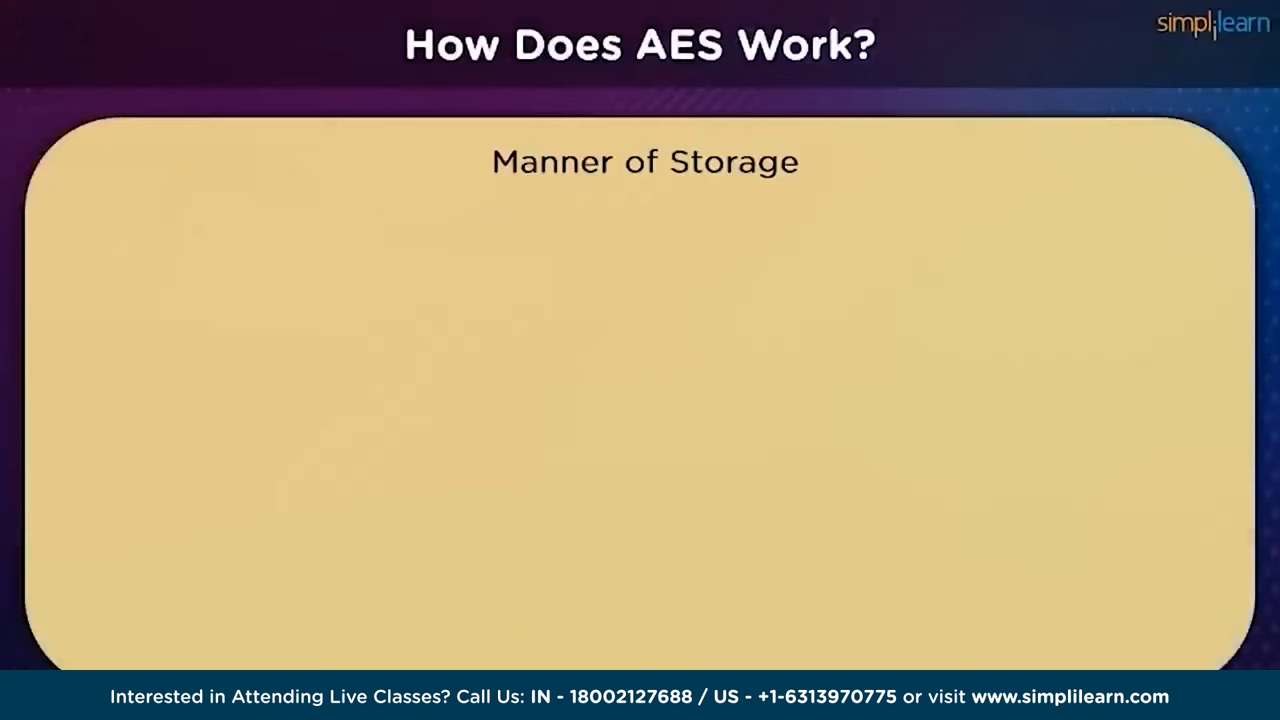 How Does AES Work?
simplilearn
Manner of Storage
Interested in Attending Live Classes? Call Us: IN - 18002127688 / US - +1-6313970775 or visit www.simplilearn.com